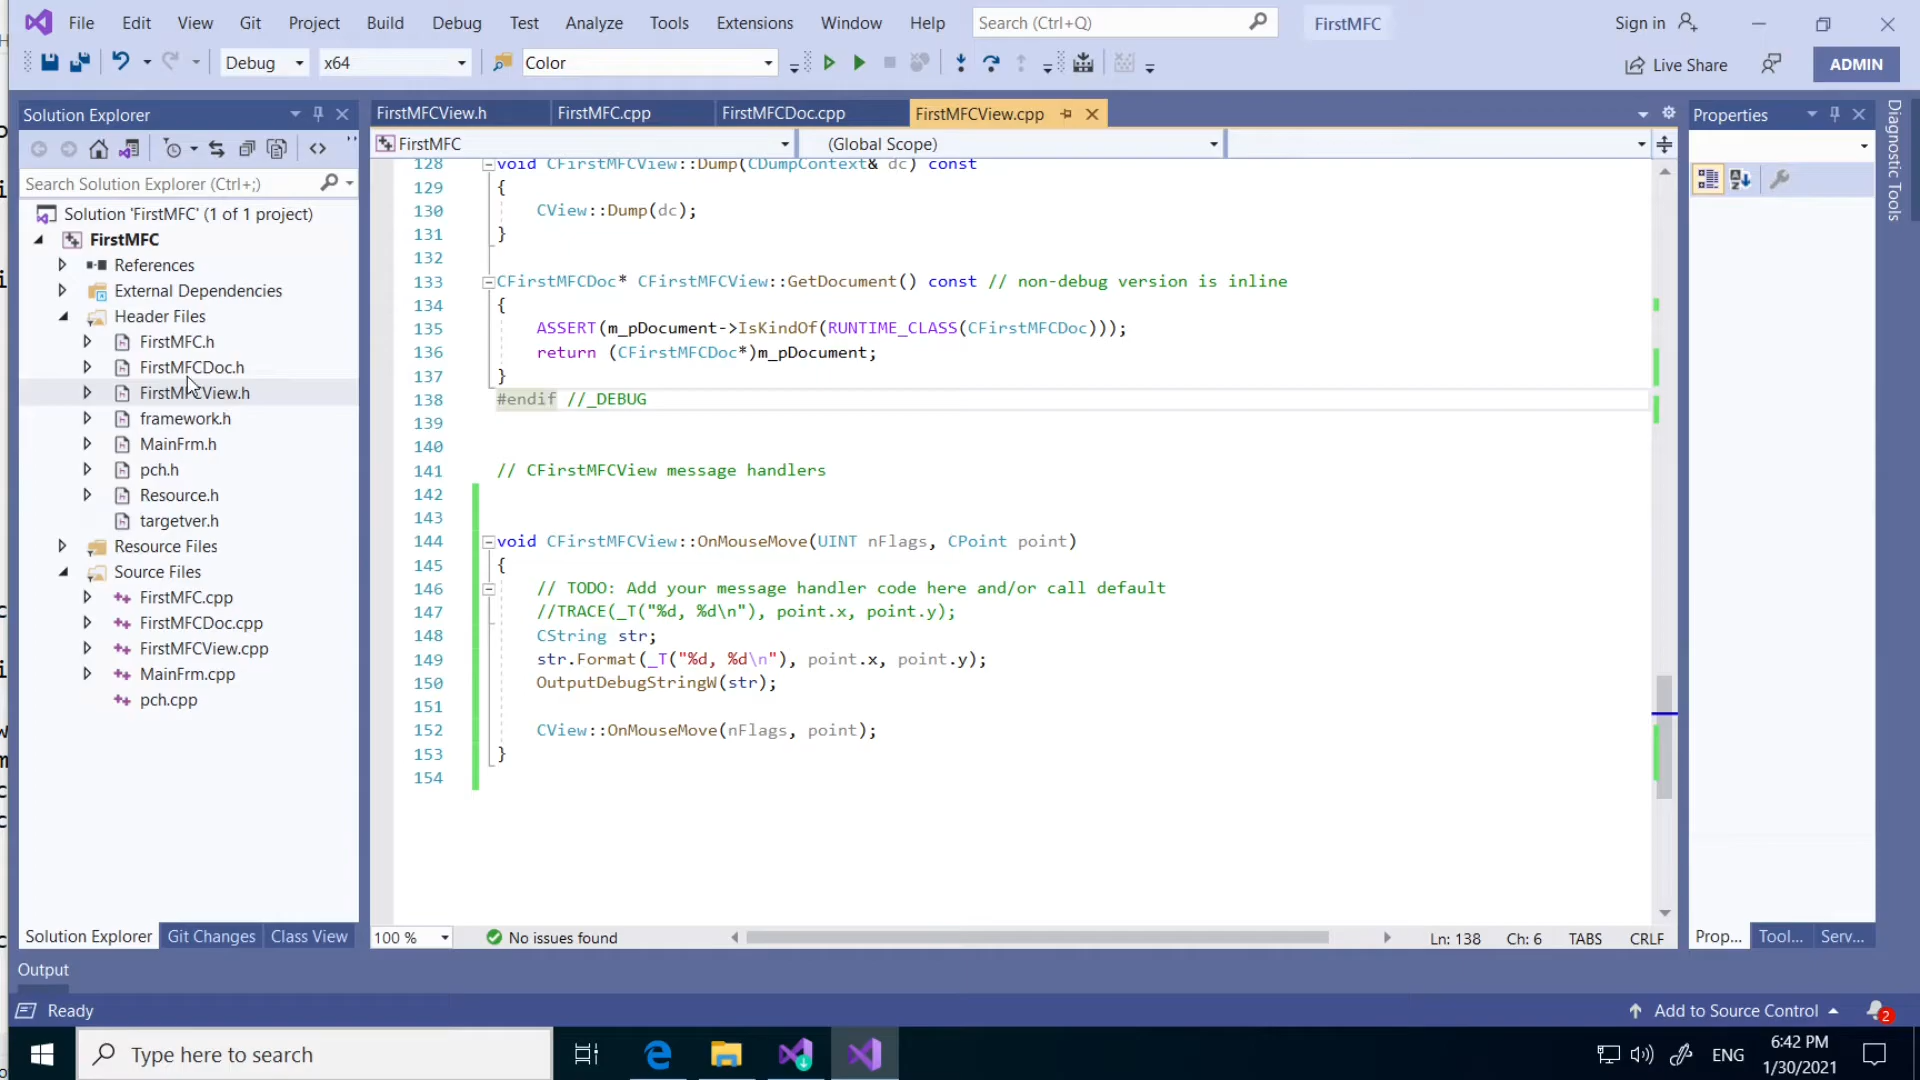 File Edit View Git Project Build Debug Test Analyze Tools Extensions Window Help Search (Ctrl+Q) FirstMFC Sign in
Debug x64 Color Live Share ADMIN
Solution Explorer
Search Solution Explorer (Ctrl+;)
Solution 'FirstMFC' (1 of 1 project)
FirstMFC
References
External Dependencies
Header Files
FirstMFC.h
FirstMFCDoc.h
FirstMFCView.h
framework.h
MainFrm.h
pch.h
Resource.h
targetver.h
Resource Files
Source Files
FirstMFC.cpp
FirstMFCDoc.cpp
FirstMFCView.cpp
MainFrm.cpp
pch.cpp
Solution Explorer Git Changes Class View
FirstMFCView.h FirstMFC.cpp FirstMFCDoc.cpp FirstMFCView.cpp
FirstMFC (Global Scope)
128 void CFirstMFCView::Dump(CDumpContext& dc) const
129 {
130 CView::Dump(dc);
131 }
132
133 CFirstMFCDoc* CFirstMFCView::GetDocument() const // non-debug version is inline
134 {
135 ASSERT(m_pDocument->IsKindOf(RUNTIME_CLASS(CFirstMFCDoc)));
136 return (CFirstMFCDoc*)m_pDocument;
137 }
138 #endif //_DEBUG
139
140
141 // CFirstMFCView message handlers
142
143
144 void CFirstMFCView::OnMouseMove(UINT nFlags, CPoint point)
145 {
146 // TODO: Add your message handler code here and/or call default
147 //TRACE(_T("%d, %d\n"), point.x, point.y);
148 CString str;
149 str.Format(_T("%d, %d\n"), point.x, point.y);
150 OutputDebugStringW(str);
151
152 CView::OnMouseMove(nFlags, point);
153 }
154
100 % No issues found Ln: 138 Ch: 6 TABS CRLF
Properties
Prop... Tool... Serv...
Diagnostic Tools
Output
Ready Add to Source Control 2
Type here to search ENG 6:42 PM
1/30/2021